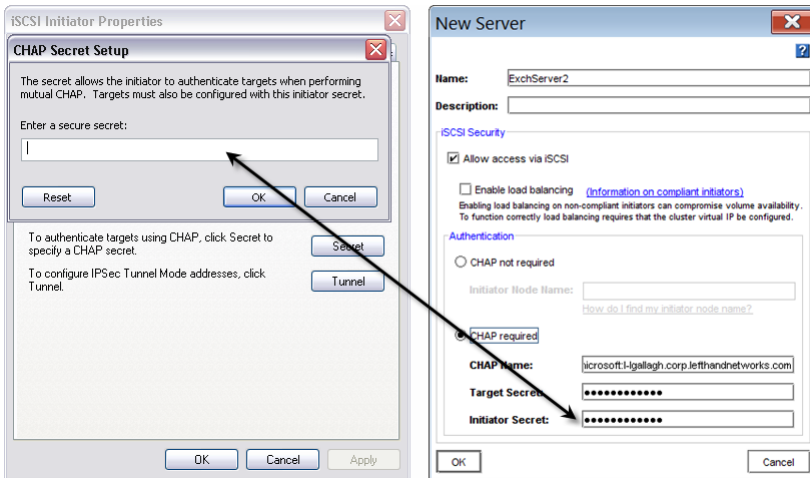 iSCSI Initiator Properties
CHAP Secret Setup
The secret allows the initiator to authenticate targets when performing
mutual CHAP. Targets must also be configured with this initiator secret.
Enter a secure secret:
Reset
OK
Cancel
To authenticate targets using CHAP, click Secret to
specify a CHAP secret.
Secret
To configure IPSec Tunnel Mode addresses, click
Tunnel.
Tunnel
OK
Cancel
Apply
New Server
?
Name:
ExchServer2
Description:
iSCSI Security
Allow access via iSCSI
Enable load balancing (Information on compliant initiators)
Enabling load balancing on non-compliant initiators can compromise volume availability.
To function correctly load balancing requires that the cluster virtual IP be configured.
Authentication
CHAP not required
Initiator Node Name:
How do I find my initiator node name?
CHAP required
CHAP Name:
icrosoft:l-lgallagh.corp.lefthandnetworks.com
Target Secret:
●●●●●●●●●●●●
Initiator Secret:
●●●●●●●●●●●●
OK
Cancel